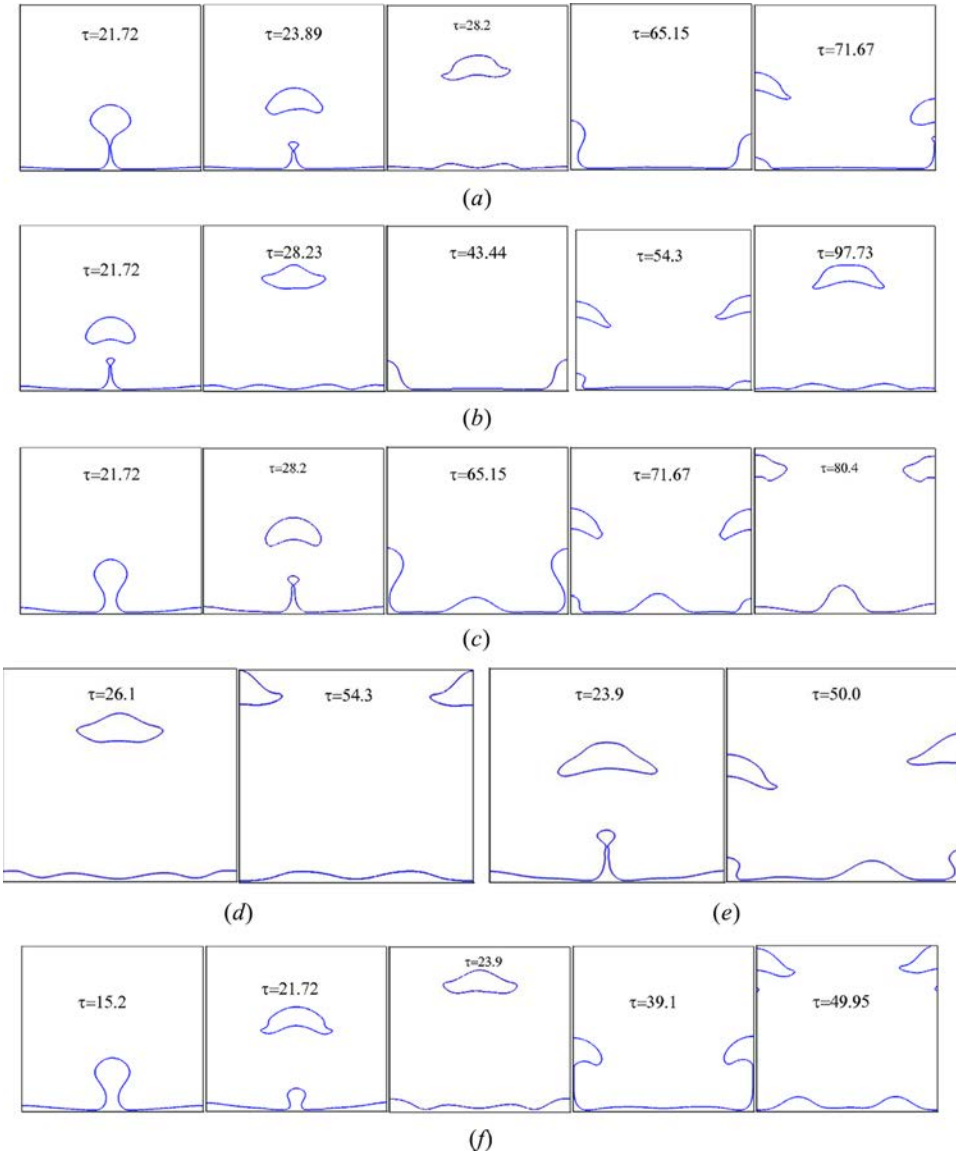 τ=21.72 τ=23.89 τ=28.2 τ=65.15 τ=71.67
(a)
τ=21.72 τ=28.23 τ=43.44 τ=54.3 τ=97.73
(b)
τ=21.72 τ=28.2 τ=65.15 τ=71.67 τ=80.4
(c)
τ=26.1 τ=54.3 τ=23.9 τ=50.0
(d) (e)
τ=15.2 τ=21.72 τ=23.9 τ=39.1 τ=49.95
(f)